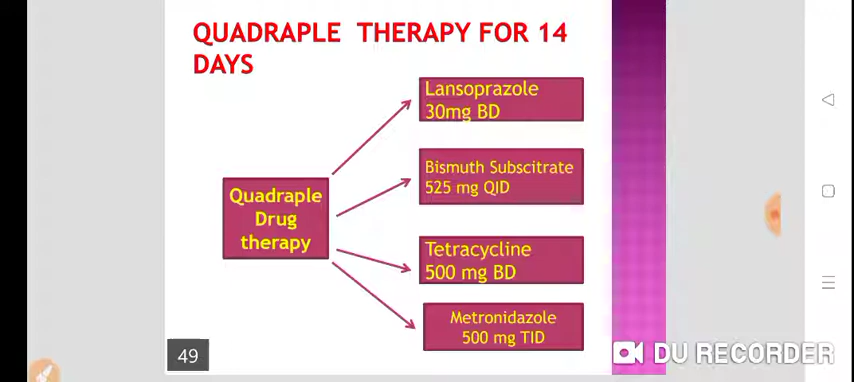 QUADRAPLE THERAPY FOR 14
DAYS
Lansoprazole
30mg BD
Bismuth Subscitrate
525 mg QID
Quadraple
Drug
therapy
Tetracycline
500 mg BD
Metronidazole
500 mg TID
49
DU RECORDER